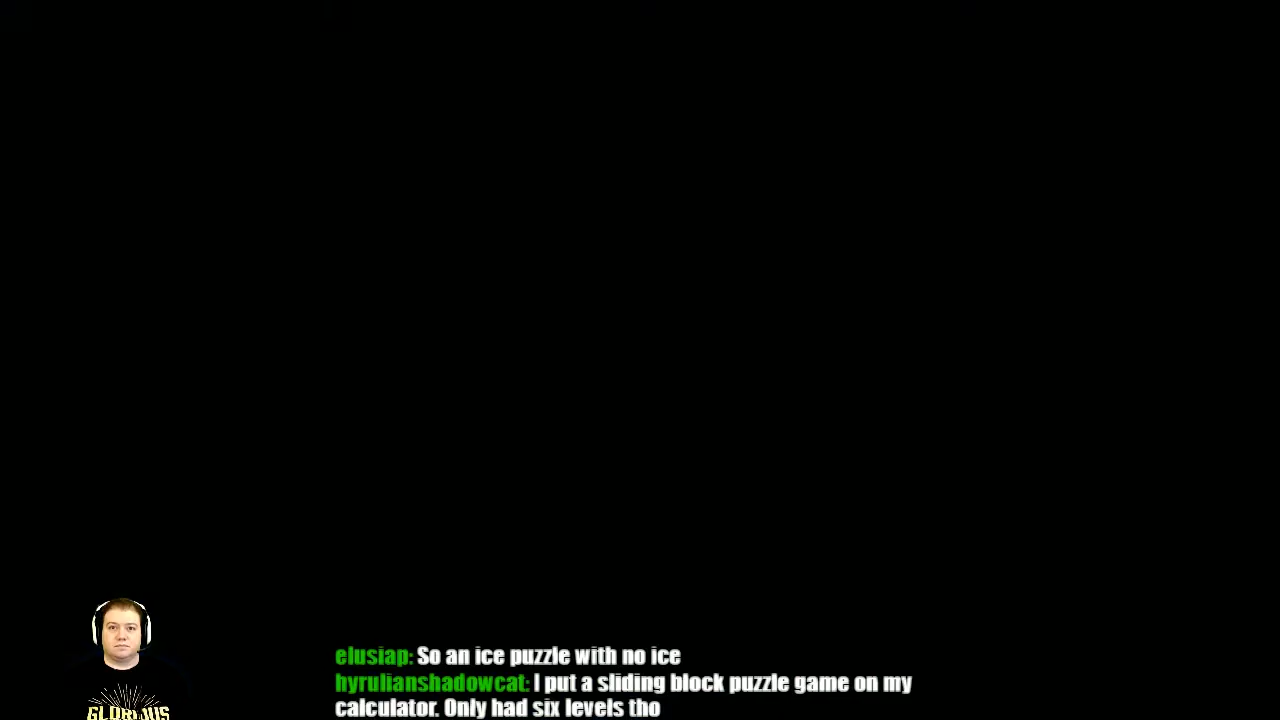 elusiap: So an ice puzzle with no ice
hyrulianshadowcat: I put a sliding block puzzle game on my
calculator. Only had six levels tho
GLORIOUS